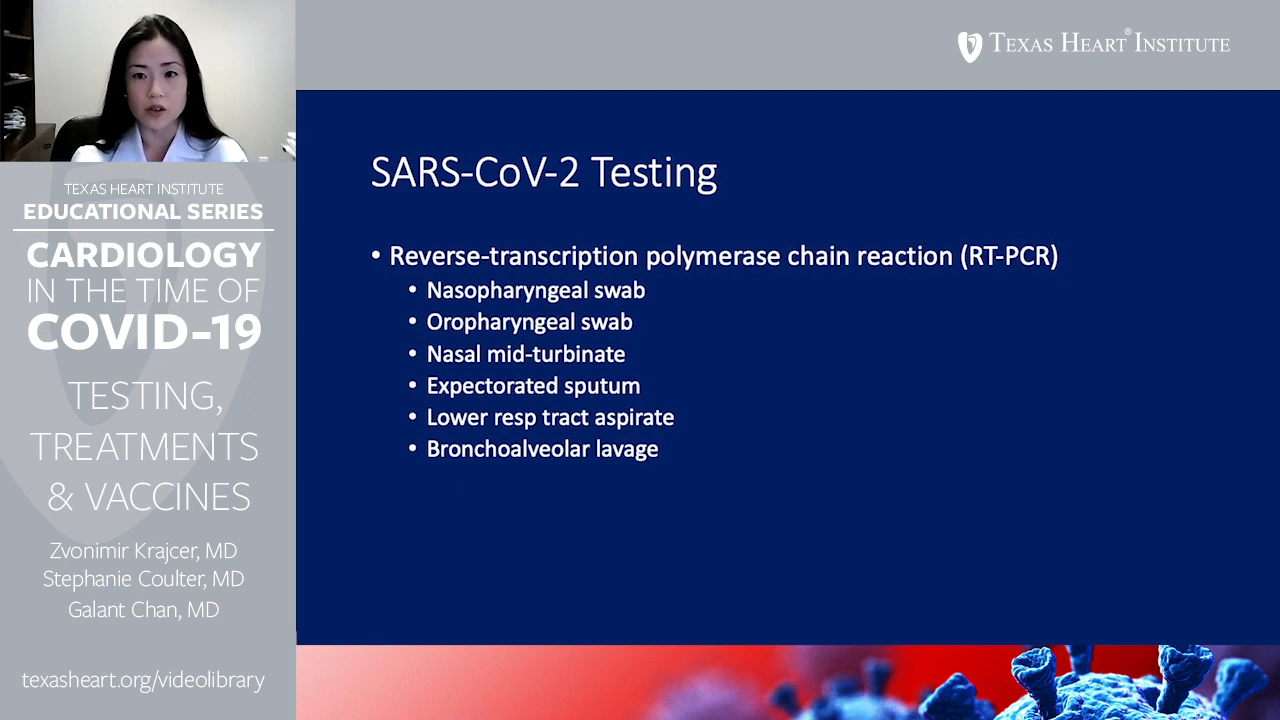 TEXAS HEART® INSTITUTE
TEXAS HEART INSTITUTE
EDUCATIONAL SERIES
CARDIOLOGY
IN THE TIME OF
COVID-19
TESTING,
TREATMENTS
& VACCINES
Zvonimir Krajcer, MD
Stephanie Coulter, MD
Galant Chan, MD
texasheart.org/videolibrary
SARS-CoV-2 Testing
• Reverse-transcription polymerase chain reaction (RT-PCR)
• Nasopharyngeal swab
• Oropharyngeal swab
• Nasal mid-turbinate
• Expectorated sputum
• Lower resp tract aspirate
• Bronchoalveolar lavage